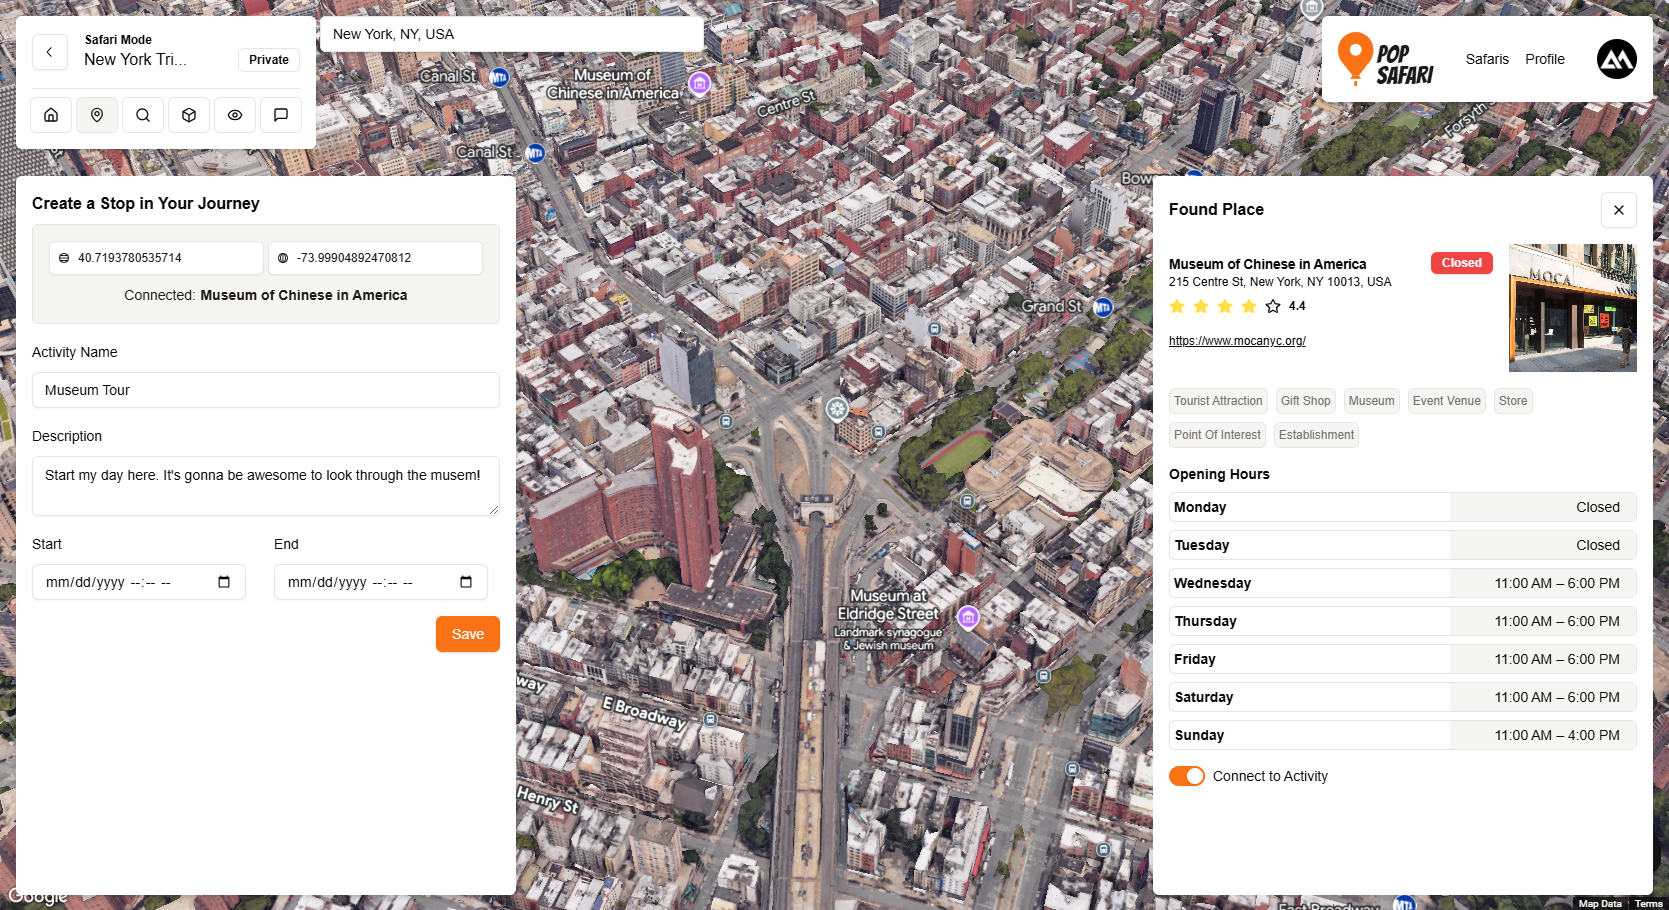 Safari Mode
New York Tri...
Private
New York, NY, USA
POP
SAFARI
Safaris
Profile
Canal St
MTA
Museum of
Chinese in America
Centre St
Forsyth S
Canal St
MTA
Bow
Create a Stop in Your Journey
40.7193780535714
-73.99904892470812
Connected: Museum of Chinese in America
Activity Name
Museum Tour
Description
Start my day here. It's gonna be awesome to look through the musem!
Start
End
mm/dd/yyyy --:-- --
mm/dd/yyyy --:-- --
Save
Grand St
MTA
Museum at
Eldridge Street
Landmark synagogue
& Jewish museum
way
E Broadway
Henry St
Found Place
Museum of Chinese in America
Closed
215 Centre St, New York, NY 10013, USA
4.4
https://www.mocanyc.org/
MOCA
Tourist Attraction
Gift Shop
Museum
Event Venue
Store
Point Of Interest
Establishment
Opening Hours
Monday
Closed
Tuesday
Closed
Wednesday
11:00 AM – 6:00 PM
Thursday
11:00 AM – 6:00 PM
Friday
11:00 AM – 6:00 PM
Saturday
11:00 AM – 6:00 PM
Sunday
11:00 AM – 4:00 PM
Connect to Activity
Google
East Broadway
MTA
Map Data
Terms